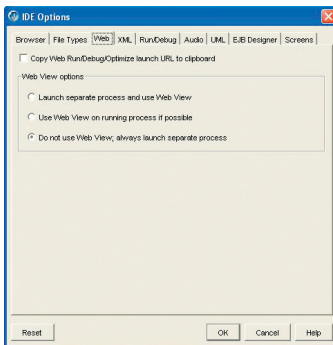 IDE Options
Browser File Types Web XML Run/Debug Audio UML EJB Designer Screens
Copy Web Run/Debug/Optimize launch URL to clipboard
Web View options
Launch separate process and use Web View
Use Web View on running process if possible
Do not use Web View; always launch separate process
Reset OK Cancel Help